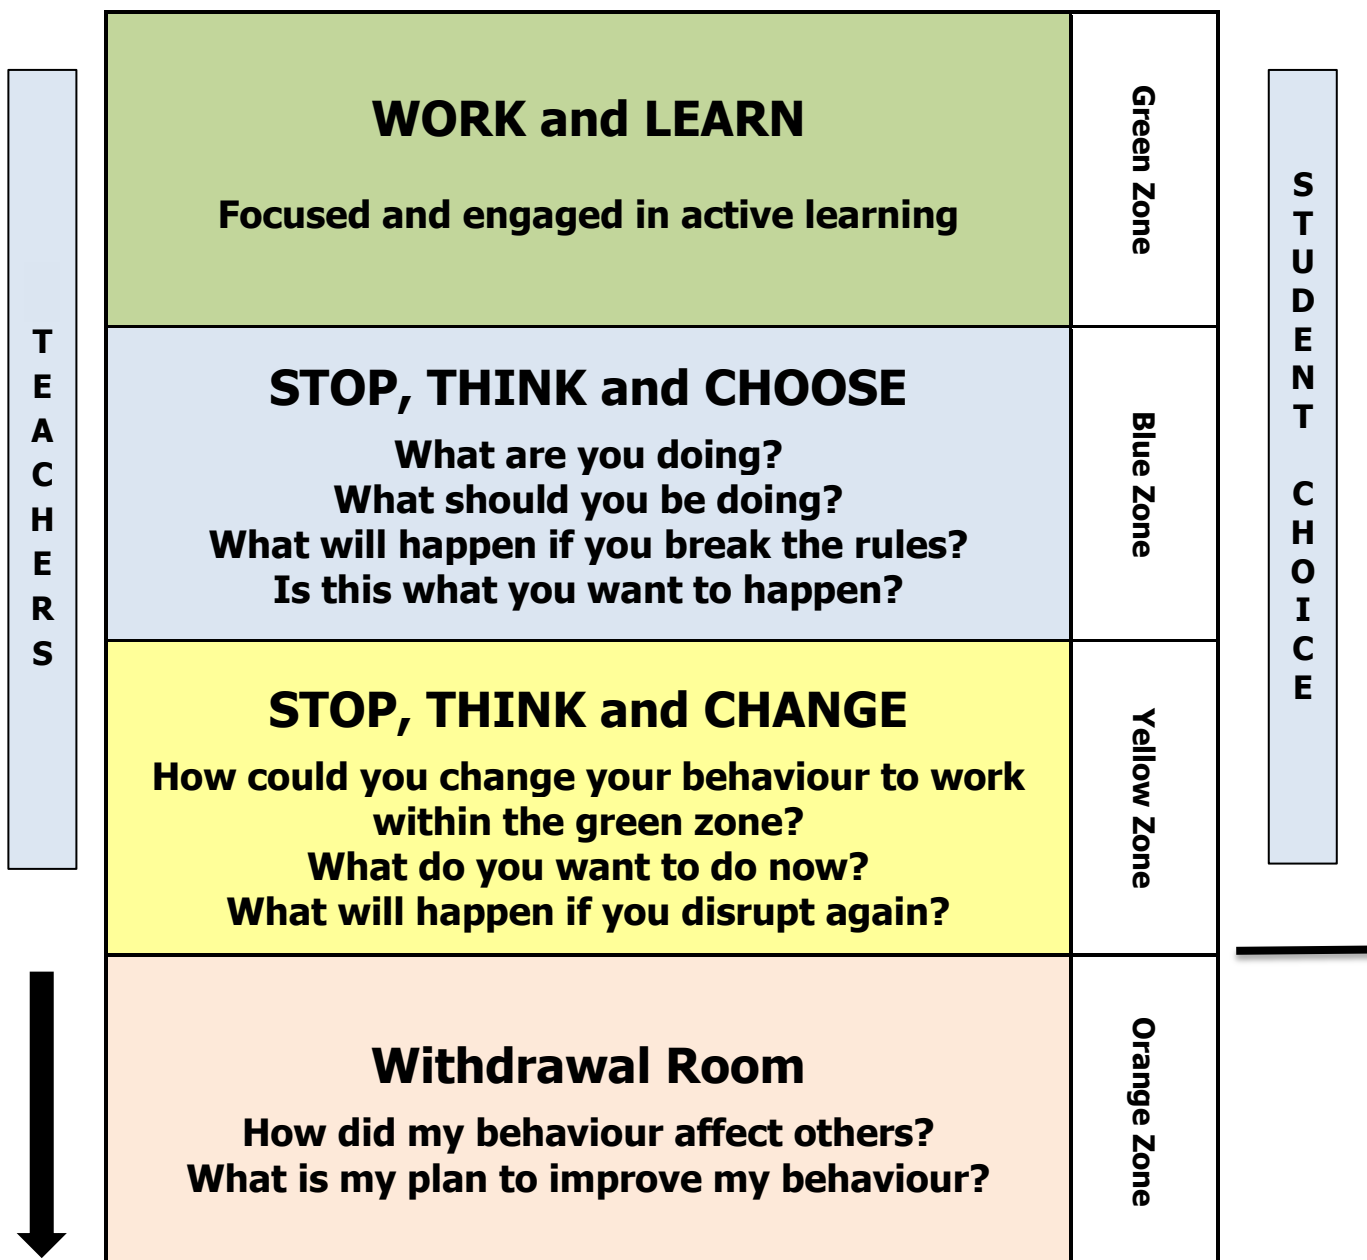 WORK and LEARN
Focused and engaged in active learning
Green Zone
STOP, THINK and CHOOSE
What are you doing?
What should you be doing?
What will happen if you break the rules?
Is this what you want to happen?
Blue Zone
STOP, THINK and CHANGE
How could you change your behaviour to work
within the green zone?
What do you want to do now?
What will happen if you disrupt again?
Yellow Zone
Withdrawal Room
How did my behaviour affect others?
What is my plan to improve my behaviour?
Orange Zone
TEACHERS
STUDENT CHOICE